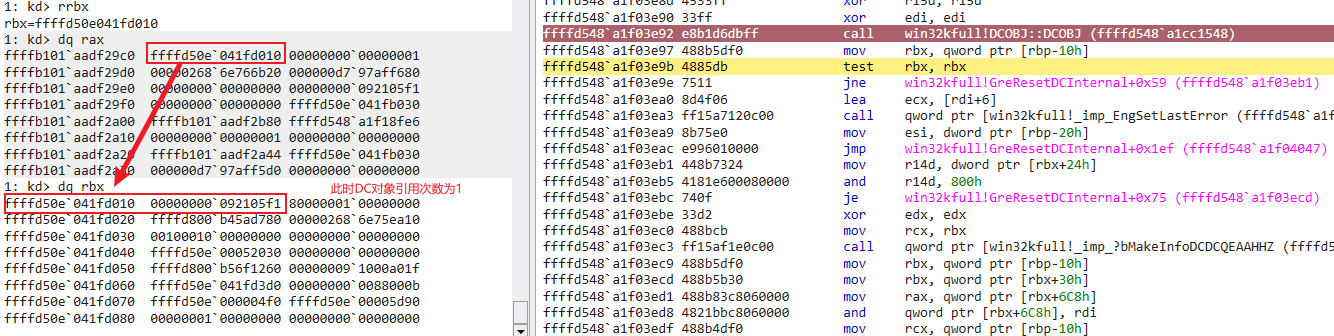 1: kd> rrbx
rbx=ffffd50e041fd010
1: kd> dq rax
ffffb101`aadf29c0 ffffd50e`041fd010 00000000`00000001
ffffb101`aadf29d0 00000268`6e766b20 000000d7`97aff680
ffffb101`aadf29e0 00000000`00000000 00000000`092105f1
ffffb101`aadf29f0 00000000`00000000 ffffd50e`041fb030
ffffb101`aadf2a00 ffffb101`aadf2b80 ffffd548`a1f18fe6
ffffb101`aadf2a10 00000000`00000001 00000000`00000000
ffffb101`aadf2a20 ffffb101`aadf2a44 ffffd50e`041fb030
000000d7`97aff5d0 00000000`00000000
1: kd> dq rbx
此时DC对象引用次数为1
ffffd50e`041fd010 00000000`092105f1 80000001`00000000
ffffd50e`041fd020 ffffd800`b45ad780 00000268`6e75ea10
ffffd50e`041fd030 00100010`00000000 00000000`00000000
ffffd50e`041fd040 ffffd50e`00052030 00000000`00000000
ffffd50e`041fd050 ffffd800`b56f1260 00000009`1000a01f
ffffd50e`041fd060 ffffd50e`041fd3d0 00000000`0088000b
ffffd50e`041fd070 ffffd50e`000004f0 ffffd50e`00005d90
ffffd50e`041fd080 00000001`00000000 00000000`00000000
xor r15d, r15d
ffffd548`a1f03e90 33ff xor edi, edi
ffffd548`a1f03e92 e8b1d6dbff call win32kfull!DCOBJ::DCOBJ (ffffd548`a1cc1548)
ffffd548`a1f03e97 488b5df0 mov rbx, qword ptr [rbp-10h]
ffffd548`a1f03e9b 4885db test rbx, rbx
ffffd548`a1f03e9e 7511 jne win32kfull!GreResetDCInternal+0x59 (ffffd548`a1f03eb1)
ffffd548`a1f03ea0 8d4f06 lea ecx, [rdi+6]
ffffd548`a1f03ea3 ff15a7120c00 call qword ptr [win32kfull!_imp_EngSetLastError (ffffd548`a1f
ffffd548`a1f03ea9 8b75e0 mov esi, dword ptr [rbp-20h]
ffffd548`a1f03eac e996010000 jmp win32kfull!GreResetDCInternal+0x1ef (ffffd548`a1f04047)
ffffd548`a1f03eb1 448b7324 mov r14d, dword ptr [rbx+24h]
ffffd548`a1f03eb5 4181e600080000 and r14d, 800h
ffffd548`a1f03ebc 740f je win32kfull!GreResetDCInternal+0x75 (ffffd548`a1f03ecd)
ffffd548`a1f03ebe 33d2 xor edx, edx
ffffd548`a1f03ec0 488bcb mov rcx, rbx
ffffd548`a1f03ec3 ff15af1e0c00 call qword ptr [win32kfull!_imp_?bMakeInfoDCDCQEAAHHZ (ffffd5
ffffd548`a1f03ec9 488b5df0 mov rbx, qword ptr [rbp-10h]
ffffd548`a1f03ecd 488b5b30 mov rbx, qword ptr [rbx+30h]
ffffd548`a1f03ed1 488b83c8060000 mov rax, qword ptr [rbx+6C8h]
ffffd548`a1f03ed8 4821bbc8060000 and qword ptr [rbx+6C8h], rdi
ffffd548`a1f03edf 488b4df0 mov rcx, qword ptr [rbp-10h]